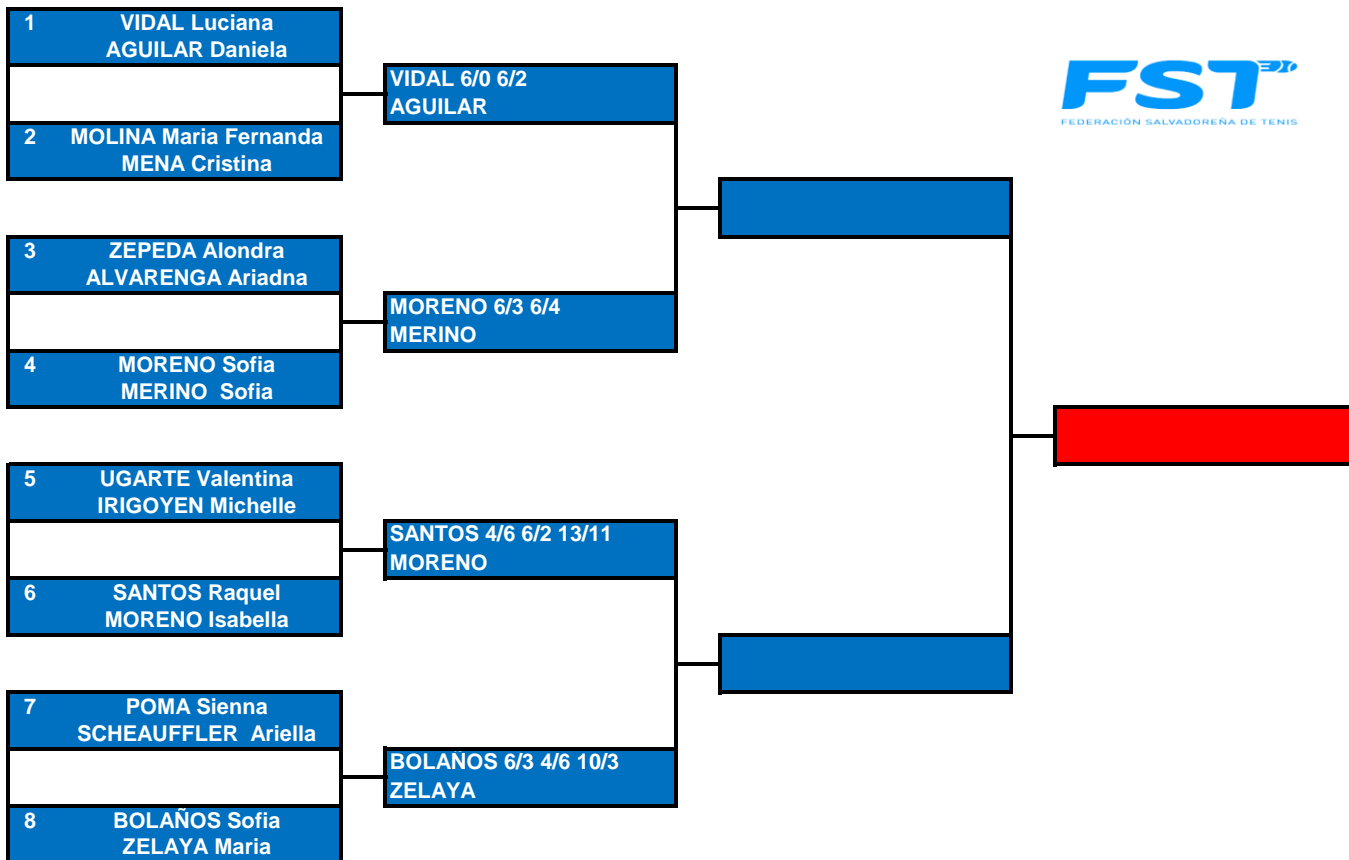 1 VIDAL Luciana
AGUILAR Daniela
2 MOLINA Maria Fernanda
MENA Cristina
3 ZEPEDA Alondra
ALVARENGA Ariadna
4 MORENO Sofia
MERINO Sofia
5 UGARTE Valentina
IRIGOYEN Michelle
6 SANTOS Raquel
MORENO Isabella
7 POMA Sienna
SCHEAUFFLER Ariella
8 BOLAÑOS Sofia
ZELAYA Maria
VIDAL 6/0 6/2
AGUILAR
MORENO 6/3 6/4
MERINO
SANTOS 4/6 6/2 13/11
MORENO
BOLAÑOS 6/3 4/6 10/3
ZELAYA
FST
FEDERACIÓN SALVADOREÑA DE TENIS